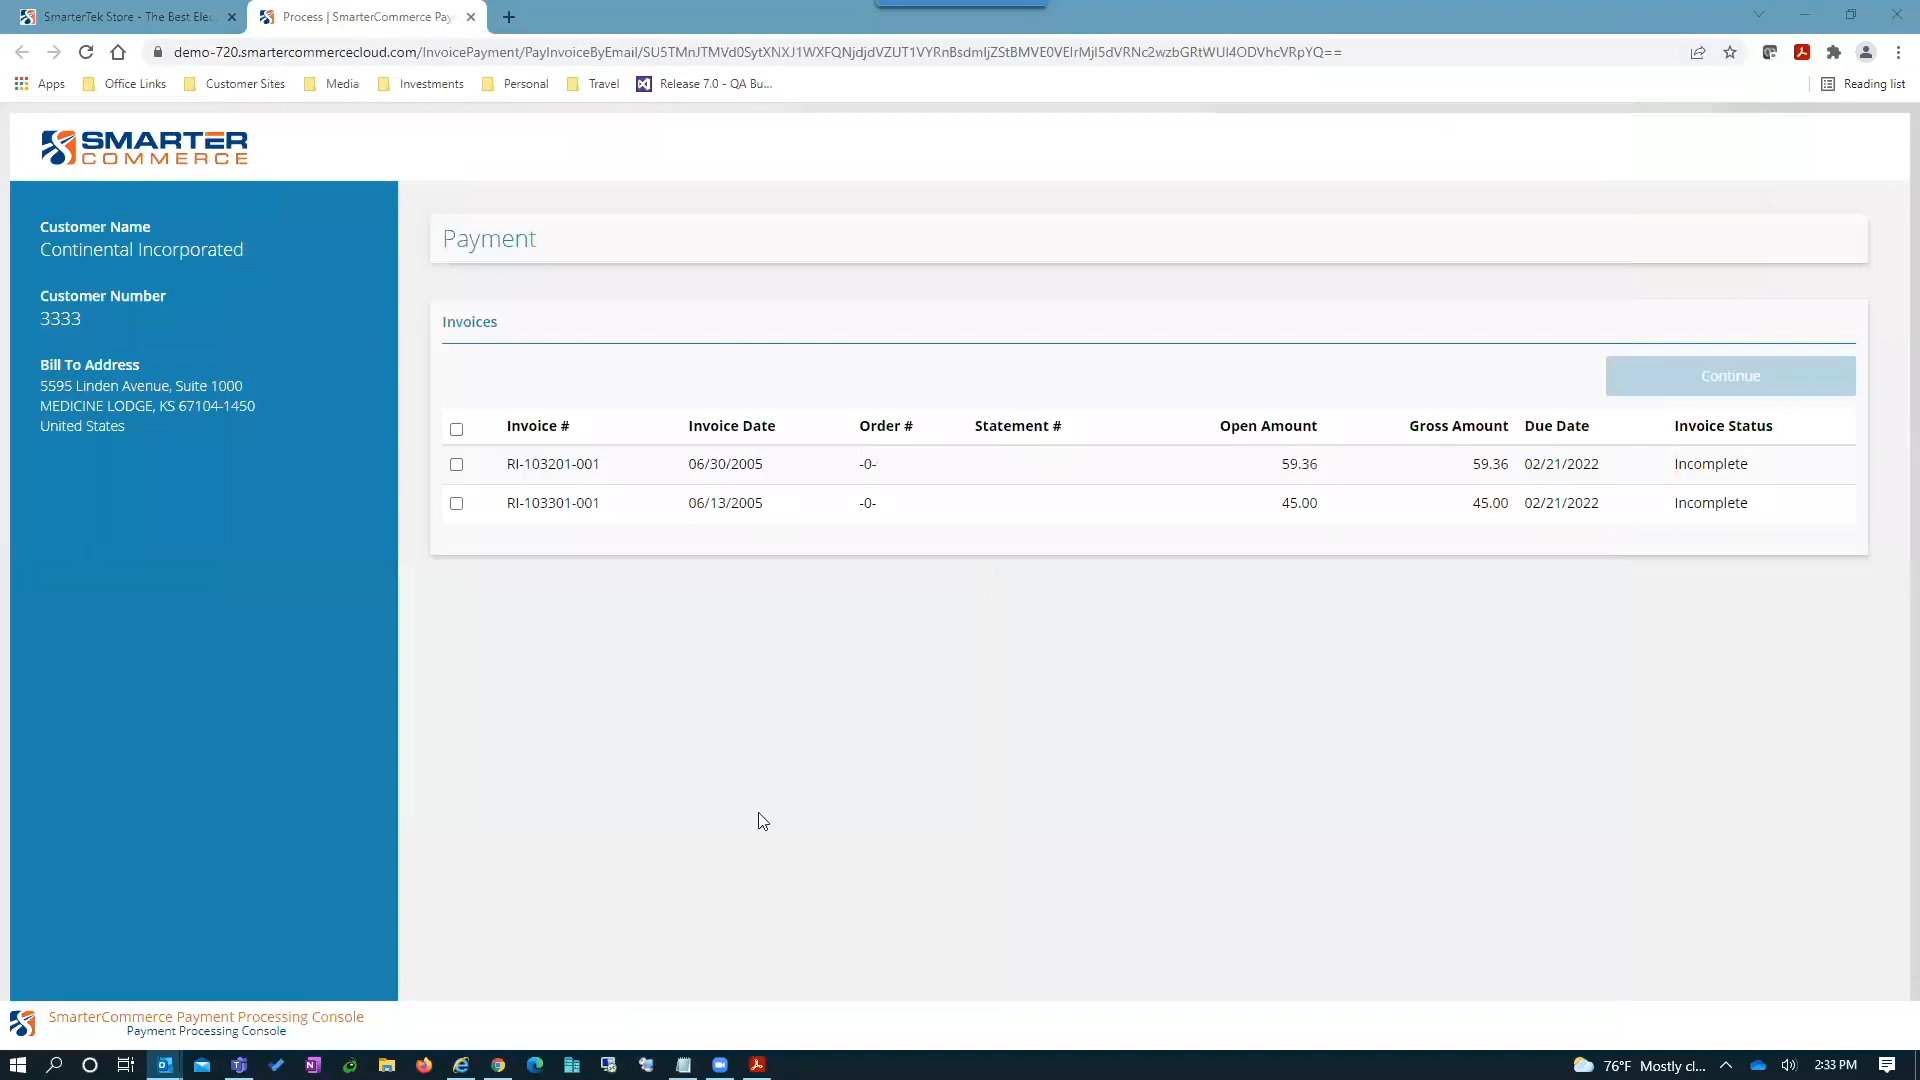 SmarterTek Store - The Best Elec
Process | SmarterCommerce Pay
demo-720.smartercommercecloud.com/InvoicePayment/PayInvoiceByEmail/
Apps
Office Links
Customer Sites
Media
Investments
Personal
Travel
Release 7.0 - QA Bu...
Reading list
SMARTER
COMMERCE
Customer Name
Continental Incorporated
Customer Number
3333
Bill To Address
5595 Linden Avenue, Suite 1000
MEDICINE LODGE, KS 67104-1450
United States
Payment
Invoices
Continue
Invoice # Invoice Date Order # Statement # Open Amount Gross Amount Due Date Invoice Status
RI-103201-001 06/30/2005 -0- 59.36 59.36 02/21/2022 Incomplete
RI-103301-001 06/13/2005 -0- 45.00 45.00 02/21/2022 Incomplete
SmarterCommerce Payment Processing Console
Payment Processing Console
76°F Mostly cl...
2:33 PM